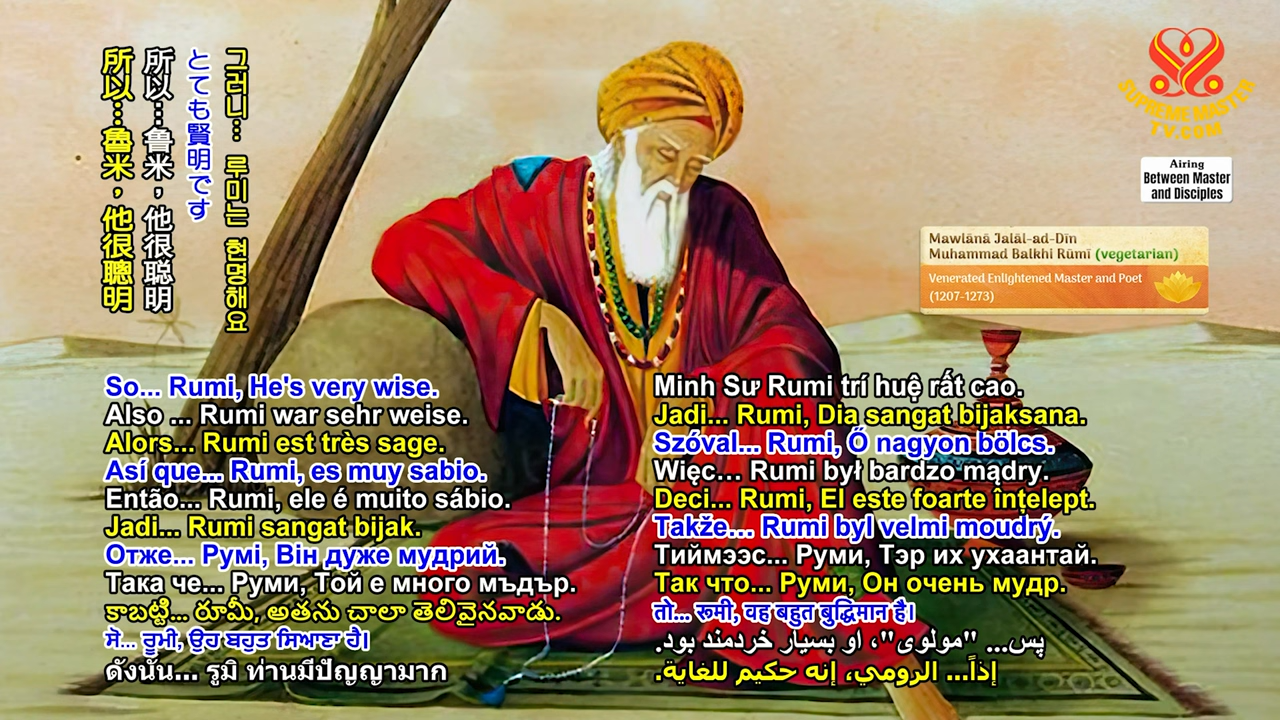 그러니... 루미는 현명해요
とても賢明です
所以...鲁米，他很聪明
所以...魯米，他很聰明
SUPREME MASTER
TV.COM
Airing
Between Master
and Disciples
Mawlānā Jalāl-ad-Dīn
Muhammad Balkhi Rūmī (vegetarian)
Venerated Enlightened Master and Poet
(1207-1273)
So... Rumi, He's very wise.
Also ... Rumi war sehr weise.
Alors... Rumi est très sage.
Así que... Rumi, es muy sabio.
Então... Rumi, ele é muito sábio.
Jadi... Rumi sangat bijak.
Отже... Румі, Він дуже мудрий.
Така че... Руми, Той е много мъдър.
కాబట్టి... రూమీ, అతను చాలా తెలివైనవాడు.
ਸੋ... ਰੂਮੀ, ਉਹ ਬਹੁਤ ਸਿਆਣਾ ਹੈ।
ดังนั้น... รูมิ ท่านมีปัญญามาก
Minh Sư Rumi trí huệ rất cao.
Jadi... Rumi, Dia sangat bijaksana.
Szóval... Rumi, Ő nagyon bölcs.
Więc... Rumi był bardzo mądry.
Deci... Rumi, El este foarte înțelept.
Takže... Rumi byl velmi moudrý.
Тиймээс... Руми, Тэр их ухаантай.
Так что... Руми, Он очень мудр.
तो... रूमी, वह बहुत बुद्धिमान है।
پس... "مولوی"، او بسیار خردمند بود.
إذاً... الرومي، إنه حكيم للغاية.